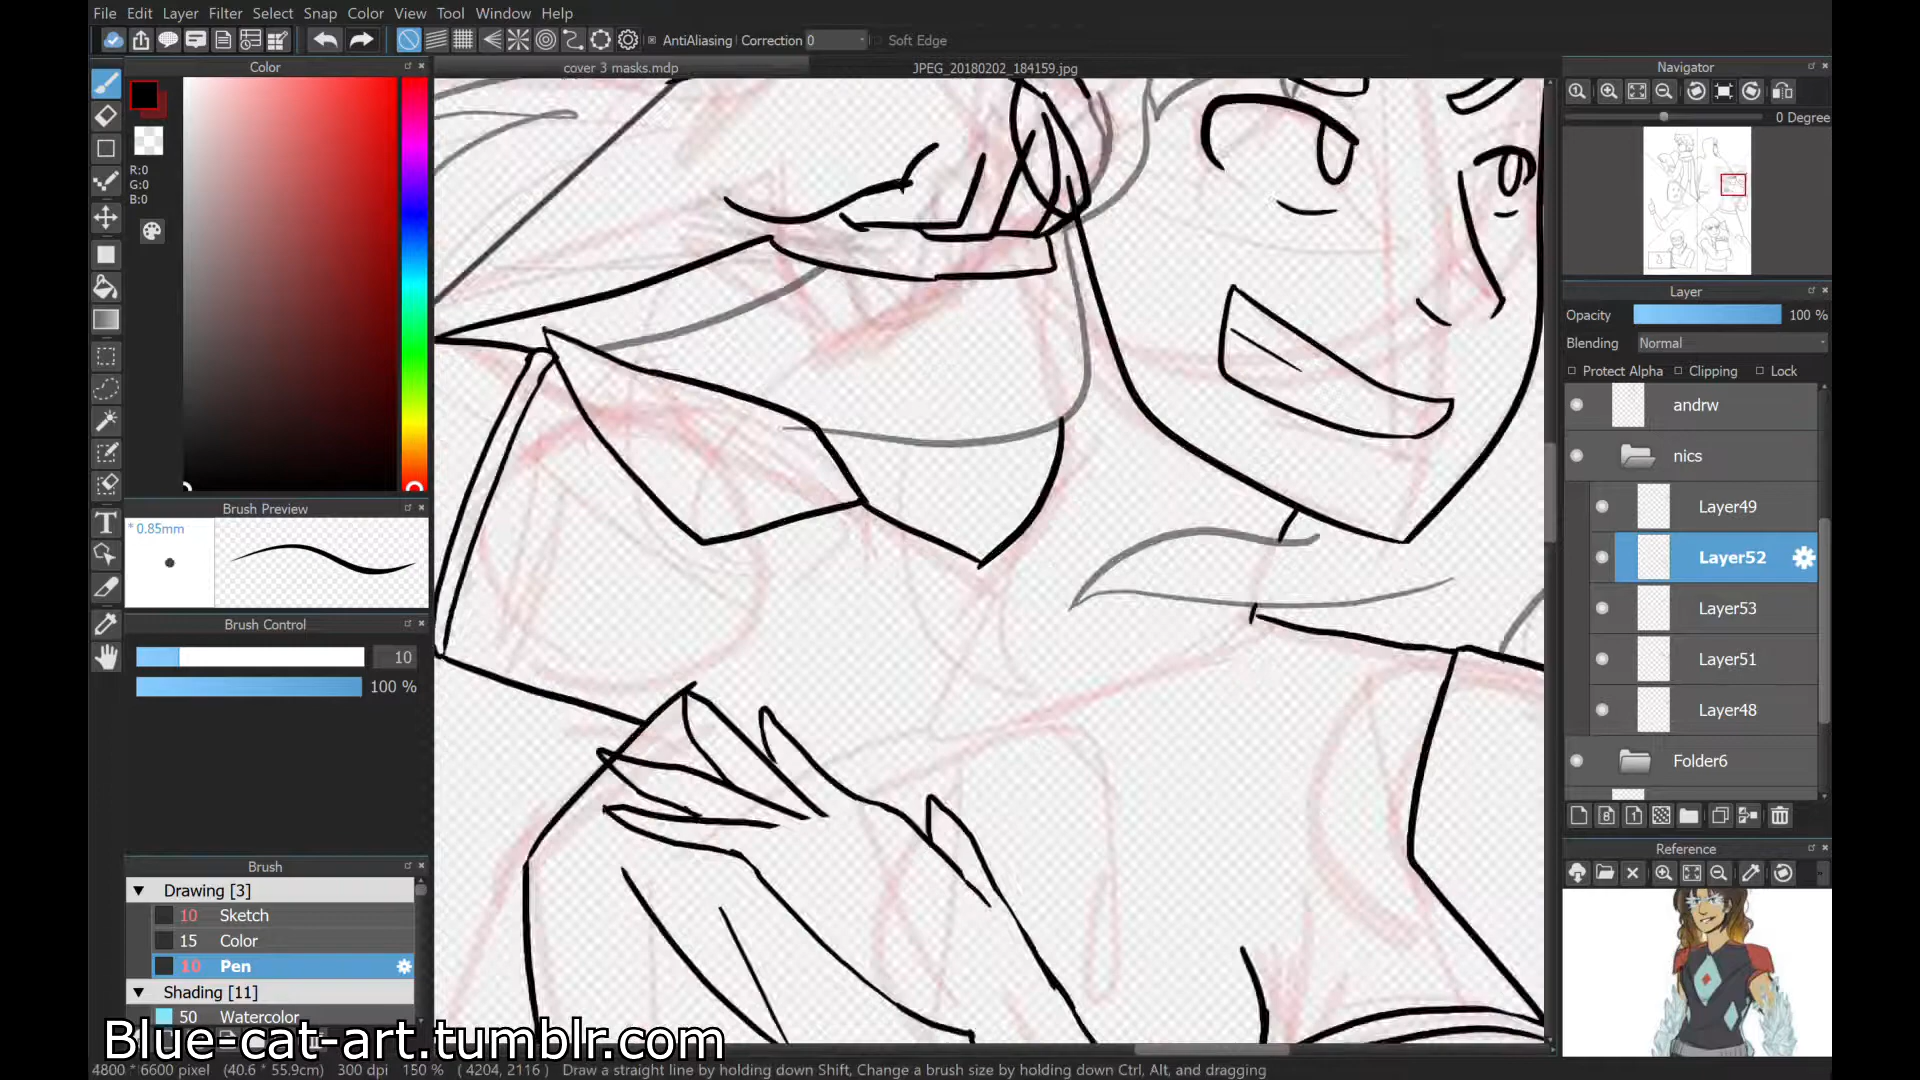 File Edit Layer Filter Select Snap Color View Tool Window Help
AntiAliasing Correction 0 Soft Edge
Color
cover 3 masks.mdp
JPEG_20180202_184159.jpg
Navigator
R:0
G:0
B:0
0 Degree
Layer
Opacity 100 %
Blending Normal
Protect Alpha Clipping Lock
andrw
nics
Layer49
Layer52
Layer53
Layer51
Layer48
Folder6
Brush Preview
* 0.85mm
Brush Control
10
100 %
Brush
Drawing [3]
10 Sketch
15 Color
10 Pen
Shading [11]
50 Watercolor
Reference
Blue-cat-art.tumblr.com
4800 * 6600 pixel (40.6 * 55.9cm) 300 dpi 150 % ( 4204, 2116 ) Draw a straight line by holding down Shift, Change a brush size by holding down Ctrl, Alt, and dragging